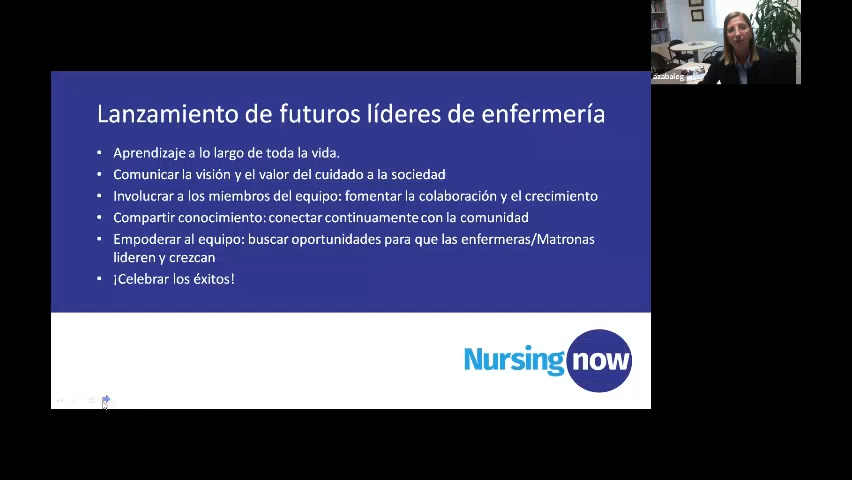 azabaleg
Lanzamiento de futuros líderes de enfermería
• Aprendizaje a lo largo de toda la vida.
• Comunicar la visión y el valor del cuidado a la sociedad
• Involucrar a los miembros del equipo: fomentar la colaboración y el crecimiento
• Compartir conocimiento: conectar continuamente con la comunidad
• Empoderar al equipo: buscar oportunidades para que las enfermeras/Matronas
lideren y crezcan
• ¡Celebrar los éxitos!
Nursing now